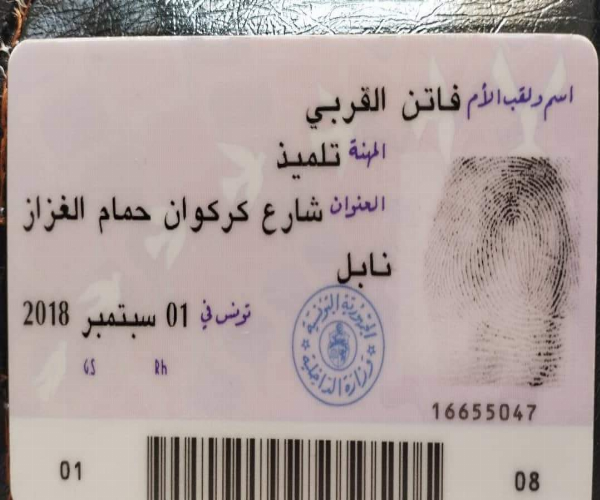 اسم ولقب الأم فاتن القربي
المهنة تلميذ
العنوان شارع كركوان حمام الغزاز
نابل
تونس في 01 سبتمبر 2018
GS Rh
الجمهورية التونسية
وزارة الداخلية
16655047
01 08